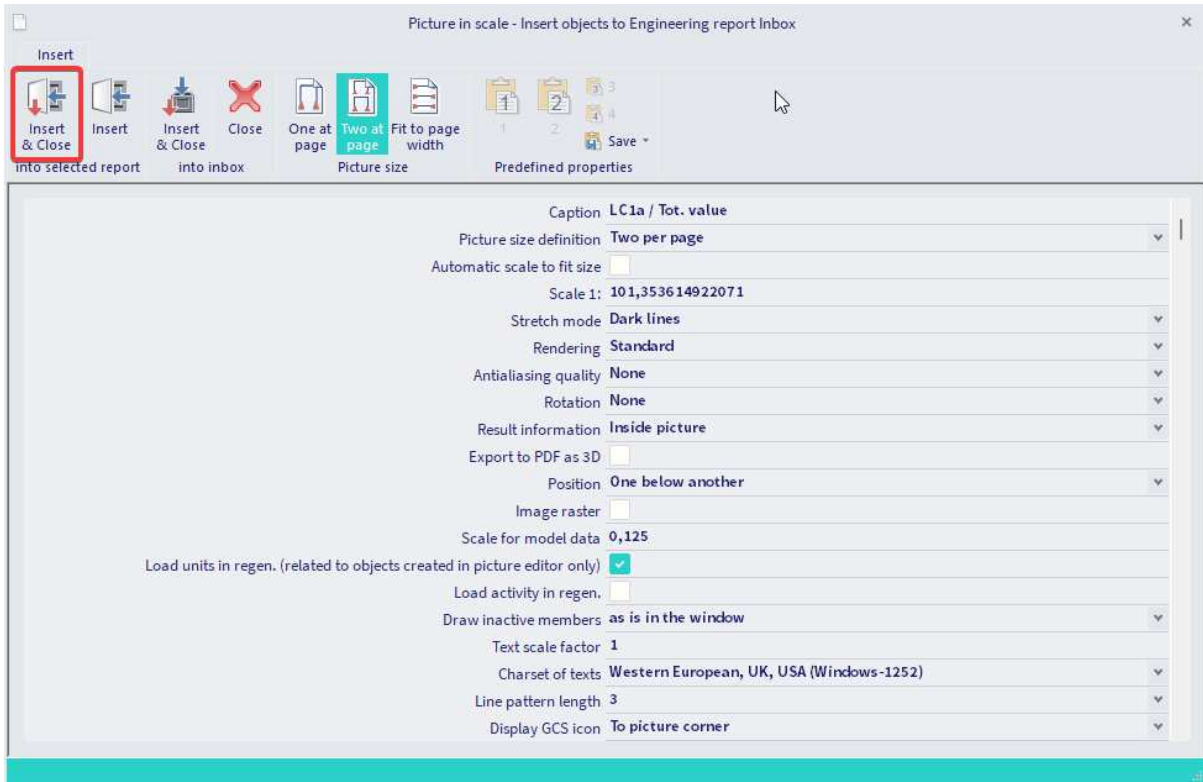 Picture in scale - Insert objects to Engineering report Inbox
Insert
Insert & Close
Insert
Insert & Close
Close
One at page
Two at page
Fit to page width
1
2
3
4
Save
into selected report
into inbox
Picture size
Predefined properties
Caption LC1a / Tot. value
Picture size definition Two per page
Automatic scale to fit size
Scale 1: 101,353614922071
Stretch mode Dark lines
Rendering Standard
Antialiasing quality None
Rotation None
Result information Inside picture
Export to PDF as 3D
Position One below another
Image raster
Scale for model data 0,125
Load units in regen. (related to objects created in picture editor only)
Load activity in regen.
Draw inactive members as is in the window
Text scale factor 1
Charset of texts Western European, UK, USA (Windows-1252)
Line pattern length 3
Display GCS icon To picture corner